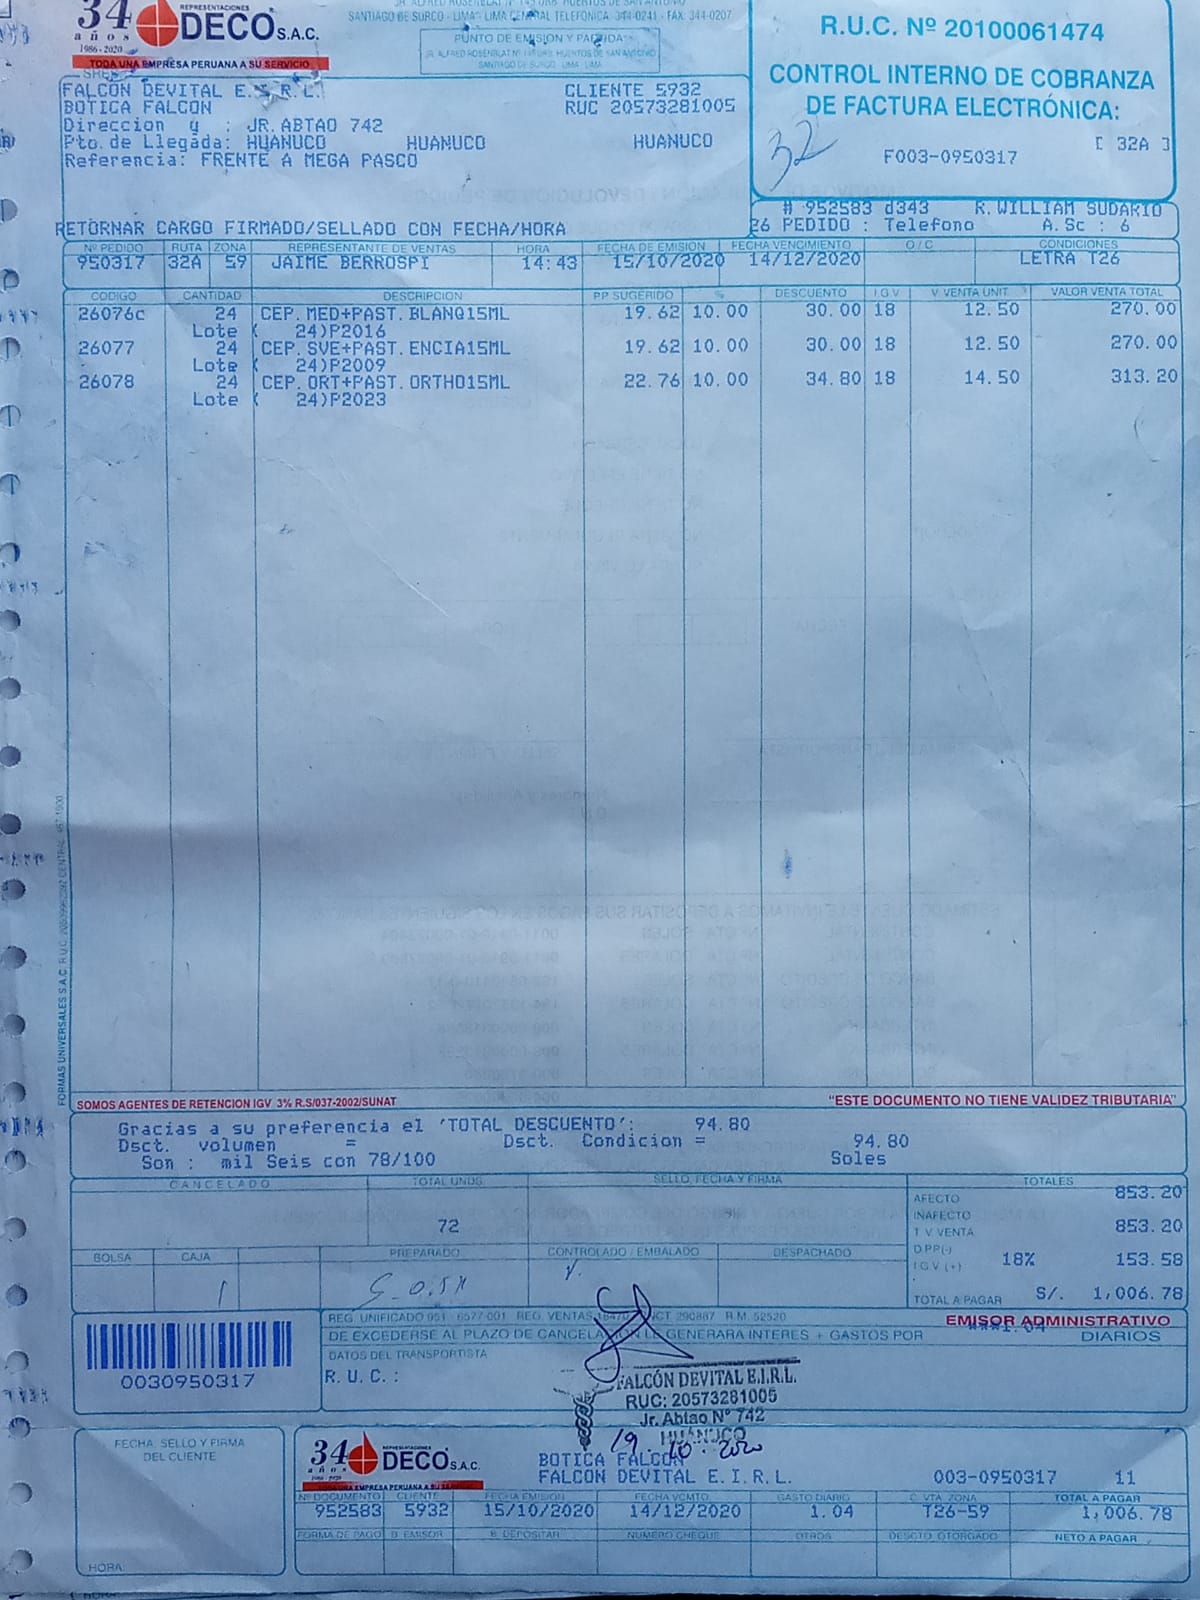 34 REPRESENTACIONES DECO S.A.C.
años
1986-2020
TODA UNA EMPRESA PERUANA A SU SERVICIO
SANTIAGO DE SURCO - LIMA - LIMA CENTRAL TELEFONICA: 344-0241 - FAX: 344-0207
PUNTO DE EMISION Y PARTIDA
SANTIAGO DE SURCO - LIMA - LIMA
R.U.C. Nº 20100061474
CONTROL INTERNO DE COBRANZA
DE FACTURA ELECTRÓNICA:
32
[ 32A ]
F003-0950317
SRES
FALCON DEVITAL E.I.R.L. CLIENTE 5932
BOTICA FALCON RUC 20573281005
Direccion y : JR. ABTAO 742
Pto. de Llegada: HUANUCO HUANUCO HUANUCO
Referencia: FRENTE A MEGA PASCO
# 952583 d343 R. WILLIAM SUDARIO
RETORNAR CARGO FIRMADO/SELLADO CON FECHA/HORA 26 PEDIDO : Telefono A. Sc : 6
Nº PEDIDO RUTA ZONA REPRESENTANTE DE VENTAS HORA FECHA DE EMISION FECHA VENCIMIENTO O / C CONDICIONES
950317 32A 59 JAIME BERROSPI 14:43 15/10/2020 14/12/2020 LETRA T26
CODIGO CANTIDAD DESCRIPCION PP SUGERIDO % DESCUENTO I.G.V V VENTA UNIT. VALOR VENTA TOTAL
26076c 24 CEP. MED+PAST. BLANQ15ML 19.62 10.00 30.00 18 12.50 270.00
Lote ( 24)P2016
26077 24 CEP. SVE+PAST. ENCIA15ML 19.62 10.00 30.00 18 12.50 270.00
Lote ( 24)P2009
26078 24 CEP. ORT+PAST. ORTHO15ML 22.76 10.00 34.80 18 14.50 313.20
Lote ( 24)P2023
SOMOS AGENTES DE RETENCION IGV 3% R.S/037-2002/SUNAT "ESTE DOCUMENTO NO TIENE VALIDEZ TRIBUTARIA"
Gracias a su preferencia el 'TOTAL DESCUENTO': 94.80
Dsct. volumen = Dsct. Condicion = 94.80
Son : mil Seis con 78/100 Soles
CANCELADO TOTAL UNDS. SELLO, FECHA Y FIRMA TOTALES
72
AFECTO 853.20
INAFECTO
T. V. VENTA 853.20
D.P.P(-)
I.G.V (+) 18% 153.58
TOTAL A PAGAR S/. 1,006.78
BOLSA CAJA PREPARADO CONTROLADO / EMBALADO DESPACHADO
0030950317
EMISOR ADMINISTRATIVO
DE EXCEDERSE AL PLAZO DE CANCELACION LE GENERARA INTERES + GASTOS POR DIARIOS
DATOS DEL TRANSPORTISTA
R. U. C. :
FALCÓN DEVITAL E.I.R.L.
RUC: 20573281005
Jr. Abtao Nº 742
HUÁNUCO
19. 10. 2020
FECHA, SELLO Y FIRMA
DEL CLIENTE
HORA:
34 REPRESENTACIONES DECO S.A.C.
años
TODA UNA EMPRESA PERUANA A SU SERVICIO
BOTICA FALCON
FALCON DEVITAL E. I. R. L. 003-0950317 11
Nº DOCUMENTO CLIENTE FECHA EMISION FECHA VCMTO. GASTO DIARIO C. VTA. ZONA TOTAL A PAGAR
952583 5932 15/10/2020 14/12/2020 1.04 T26-59 1,006.78
FORMA DE PAGO B. EMISOR B. DEPOSITAR NUMERO CHEQUE OTROS DESCTO. OTORGADO NETO A PAGAR